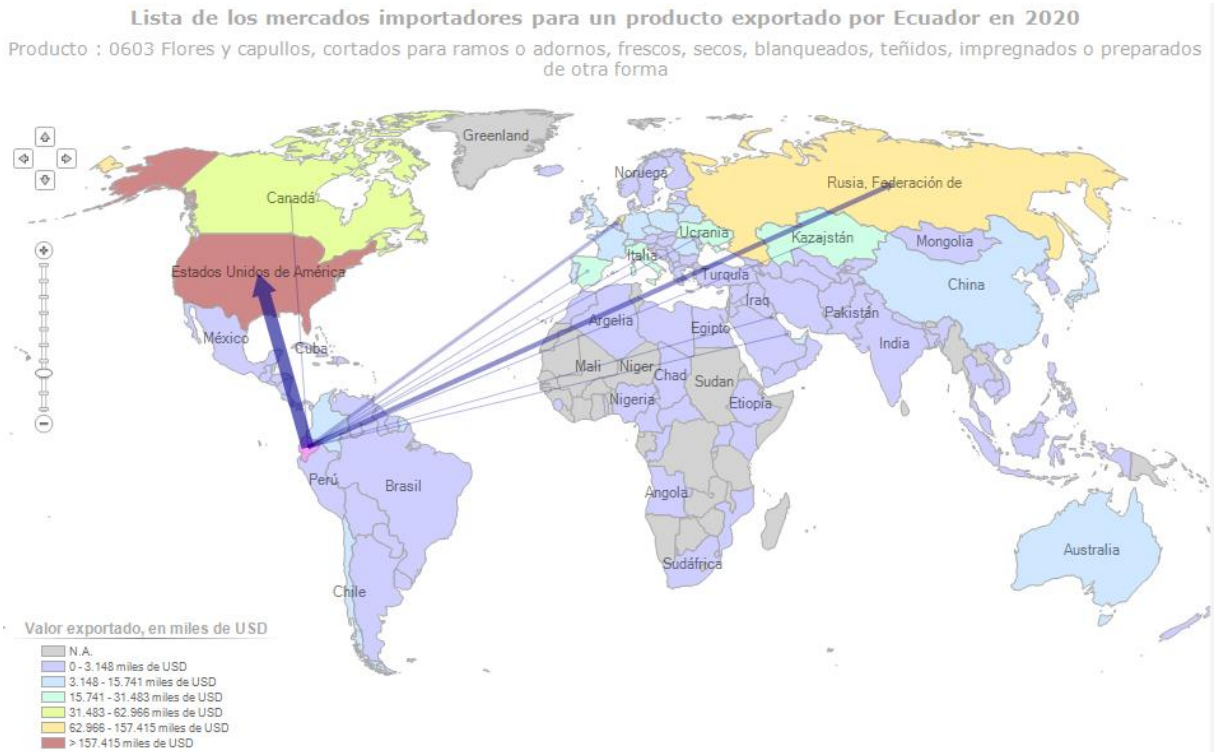 Lista de los mercados importadores para un producto exportado por Ecuador en 2020
Producto : 0603 Flores y capullos, cortados para ramos o adornos, frescos, secos, blanqueados, teñidos, impregnados o preparados
de otra forma
Greenland
Noruega
Rusia, Federación de
Canadá
Ucrania
Kazajstán
Mongolia
Italia
Estados Unidos de América
Turquía
China
Iraq
Pakistán
Argelia
Egipto
México
Cuba
India
Mali
Niger
Chad
Sudan
Nigeria
Etiopía
Perú
Brasil
Angola
Australia
Sudáfrica
Chile
Valor exportado, en miles de USD
N.A.
0 - 3.148 miles de USD
3.148 - 15.741 miles de USD
15.741 - 31.483 miles de USD
31.483 - 62.966 miles de USD
62.966 - 157.415 miles de USD
> 157.415 miles de USD